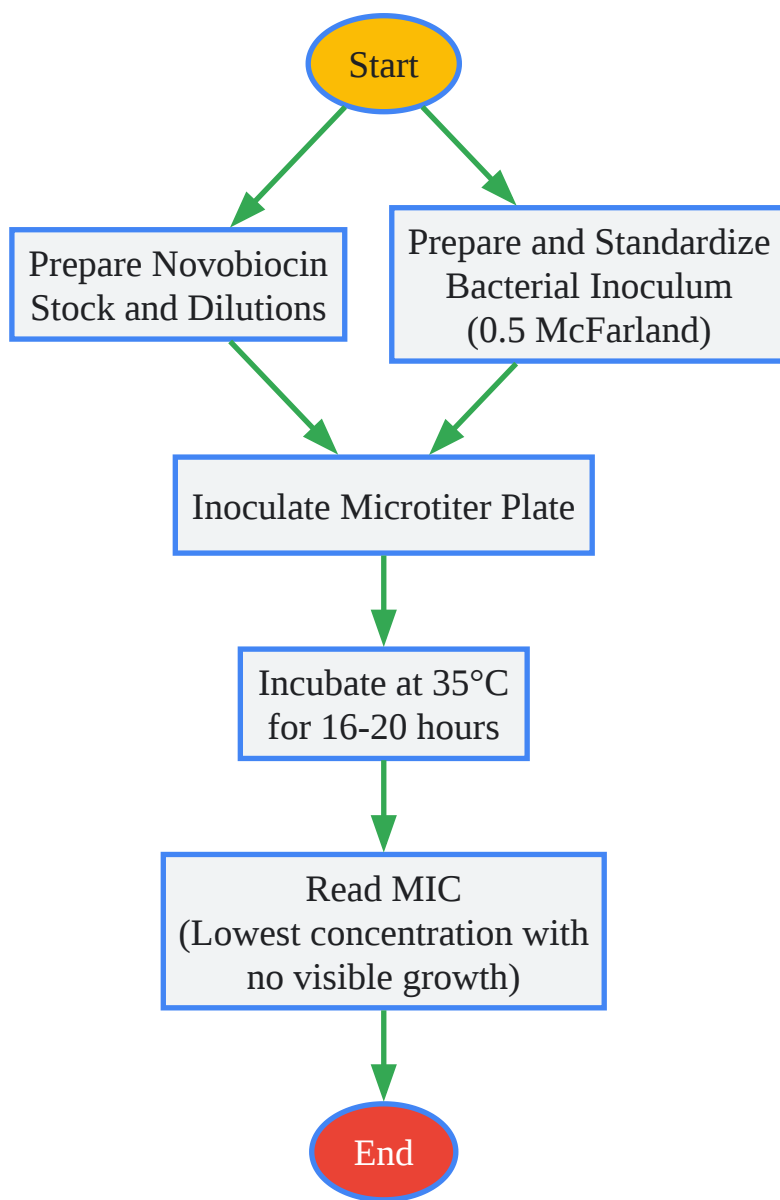 Start
Prepare Novobiocin
Stock and Dilutions
Prepare and Standardize
Bacterial Inoculum
(0.5 McFarland)
Inoculate Microtiter Plate
Incubate at 35°C
for 16-20 hours
Read MIC
(Lowest concentration with
no visible growth)
End